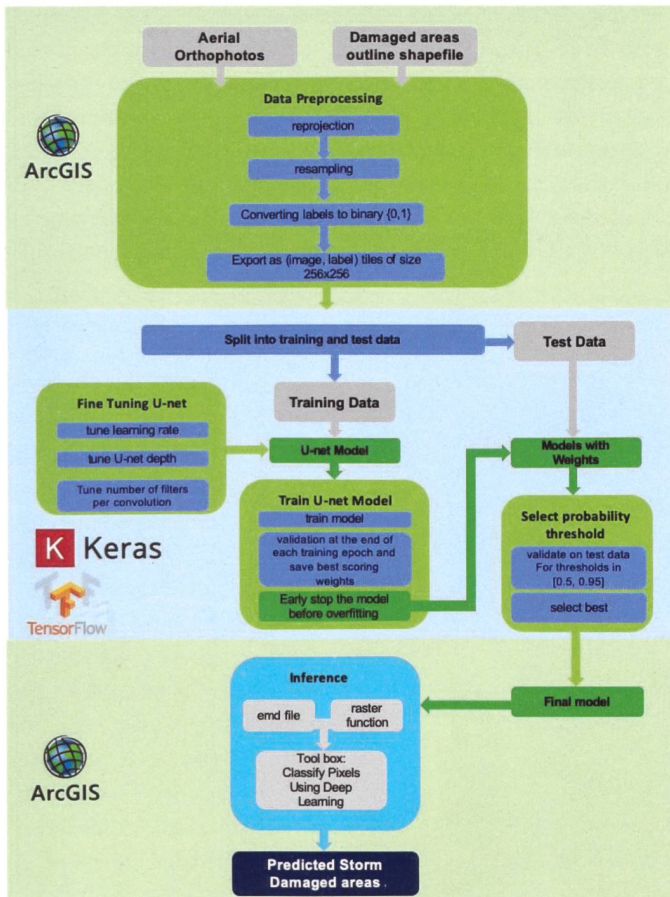 Aerial
Orthophotos
Damaged areas
outline shapefile
Data Preprocessing
reprojection
resampling
Converting labels to binary {0,1}
Export as (image, label) tiles of size
256x256
ArcGIS
Split into training and test data
Test Data
Training Data
Fine Tuning U-net
tune learning rate
tune U-net depth
Tune number of filters
per convolution
U-net Model
Models with
Weights
Train U-net Model
train model
validation at the end of
each training epoch and
save best scoring
weights
Early stop the model
before overfitting
Select probability
threshold
validate on test data
For thresholds in
[0.5, 0.95]
select best
K Keras
TensorFlow
Final model
Inference
emd file
raster
function
Tool box:
Classify Pixels
Using Deep
Learning
ArcGIS
Predicted Storm
Damaged areas